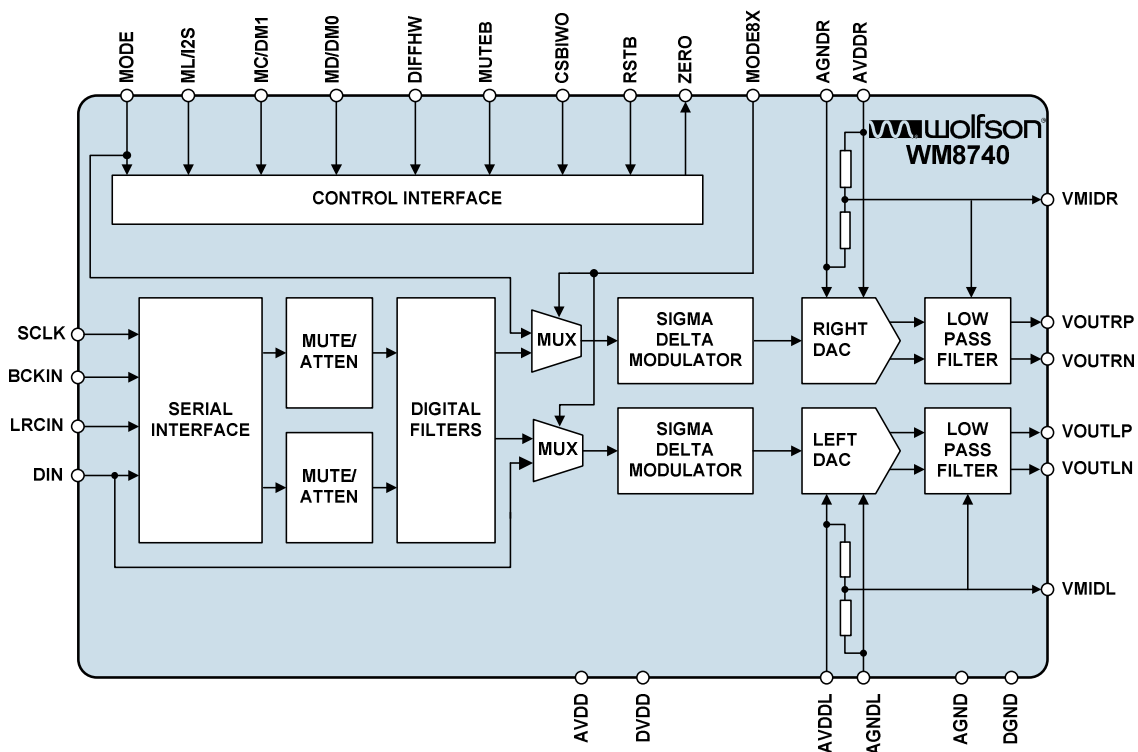 MODE
ML/I2S
MC/DM1
MD/DM0
DIFFHW
MUTEB
CSBIWO
RSTB
ZERO
MODE8X
AGNDR
AVDDR
wolfson®
WM8740
CONTROL INTERFACE
VMIDR
SCLK
BCKIN
LRCIN
DIN
SERIAL
INTERFACE
MUTE/
ATTEN
MUTE/
ATTEN
DIGITAL
FILTERS
MUX
MUX
SIGMA
DELTA
MODULATOR
SIGMA
DELTA
MODULATOR
RIGHT
DAC
LEFT
DAC
LOW
PASS
FILTER
LOW
PASS
FILTER
VOUTRP
VOUTRN
VOUTLP
VOUTLN
VMIDL
AVDD
DVDD
AVDDL
AGNDL
AGND
DGND